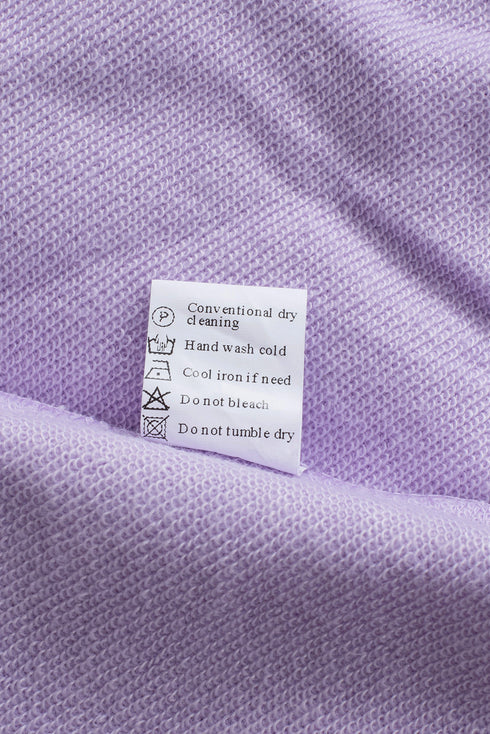 P
Conventional dry
cleaning
Hand wash cold
Cool iron if need
Do not bleach
Do not tumble dry